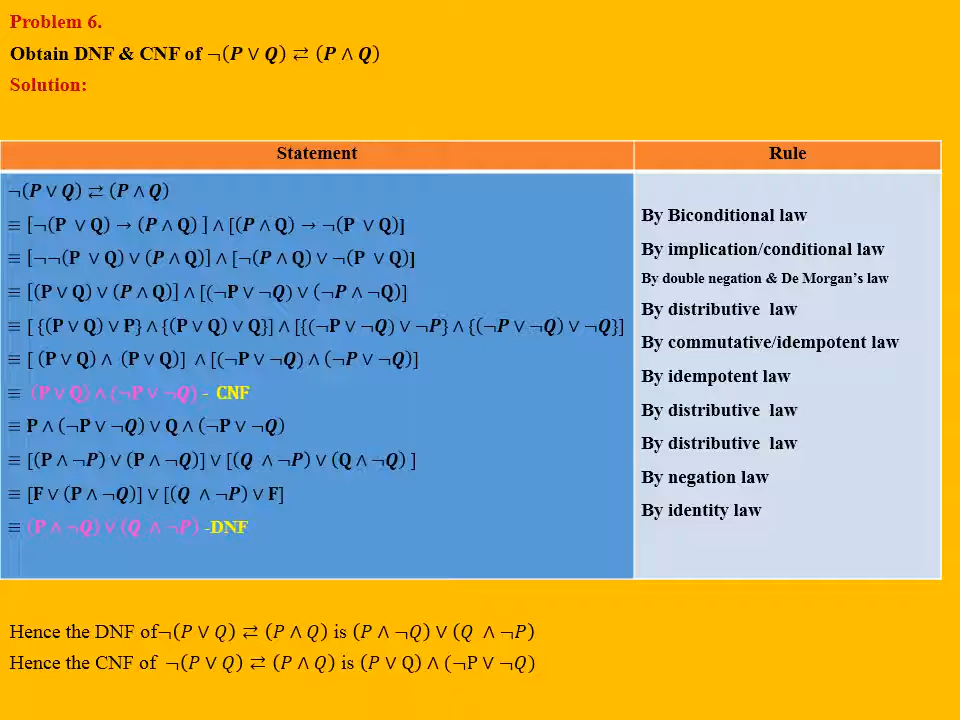 Problem 6.
Obtain DNF & CNF of ¬(P ∨ Q) ⇄ (P ∧ Q)
Solution:
Statement
Rule
¬(P ∨ Q) ⇄ (P ∧ Q)
≡ [¬(P ∨ Q) → (P ∧ Q) ] ∧ [(P ∧ Q) → ¬(P ∨ Q)]
By Biconditional law
≡ [¬¬(P ∨ Q) ∨ (P ∧ Q)] ∧ [¬(P ∧ Q) ∨ ¬(P ∨ Q)]
By implication/conditional law
≡ [(P ∨ Q) ∨ (P ∧ Q)] ∧ [(¬P ∨ ¬Q) ∨ (¬P ∧ ¬Q)]
By double negation & De Morgan's law
≡ [ {(P ∨ Q) ∨ P} ∧ {(P ∨ Q) ∨ Q}] ∧ [{(¬P ∨ ¬Q) ∨ ¬P} ∧ {(¬P ∨ ¬Q) ∨ ¬Q}]
By distributive law
≡ [ (P ∨ Q) ∧ (P ∨ Q)] ∧ [(¬P ∨ ¬Q) ∧ (¬P ∨ ¬Q)]
By commutative/idempotent law
≡ (P ∨ Q) ∧ (¬P ∨ ¬Q) - CNF
By idempotent law
≡ P ∧ (¬P ∨ ¬Q) ∨ Q ∧ (¬P ∨ ¬Q)
By distributive law
≡ [(P ∧ ¬P) ∨ (P ∧ ¬Q)] ∨ [(Q ∧ ¬P) ∨ (Q ∧ ¬Q) ]
By distributive law
≡ [F ∨ (P ∧ ¬Q)] ∨ [(Q ∧ ¬P) ∨ F]
By negation law
≡ (P ∧ ¬Q) ∨ (Q ∧ ¬P) -DNF
By identity law
Hence the DNF of¬(P ∨ Q) ⇄ (P ∧ Q) is (P ∧ ¬Q) ∨ (Q ∧ ¬P)
Hence the CNF of ¬(P ∨ Q) ⇄ (P ∧ Q) is (P ∨ Q) ∧ (¬P ∨ ¬Q)